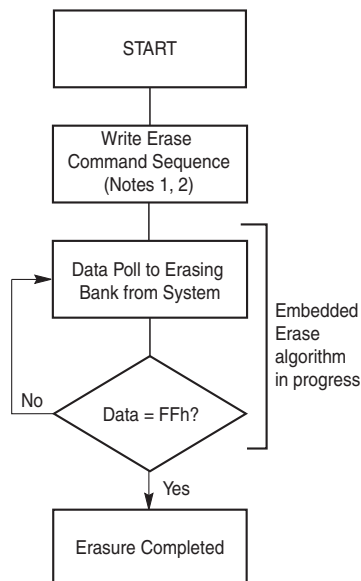 START
Write Erase
Command Sequence
(Notes 1, 2)
Data Poll to Erasing
Bank from System
Embedded
Erase
algorithm
in progress
No
Data = FFh?
Yes
Erasure Completed